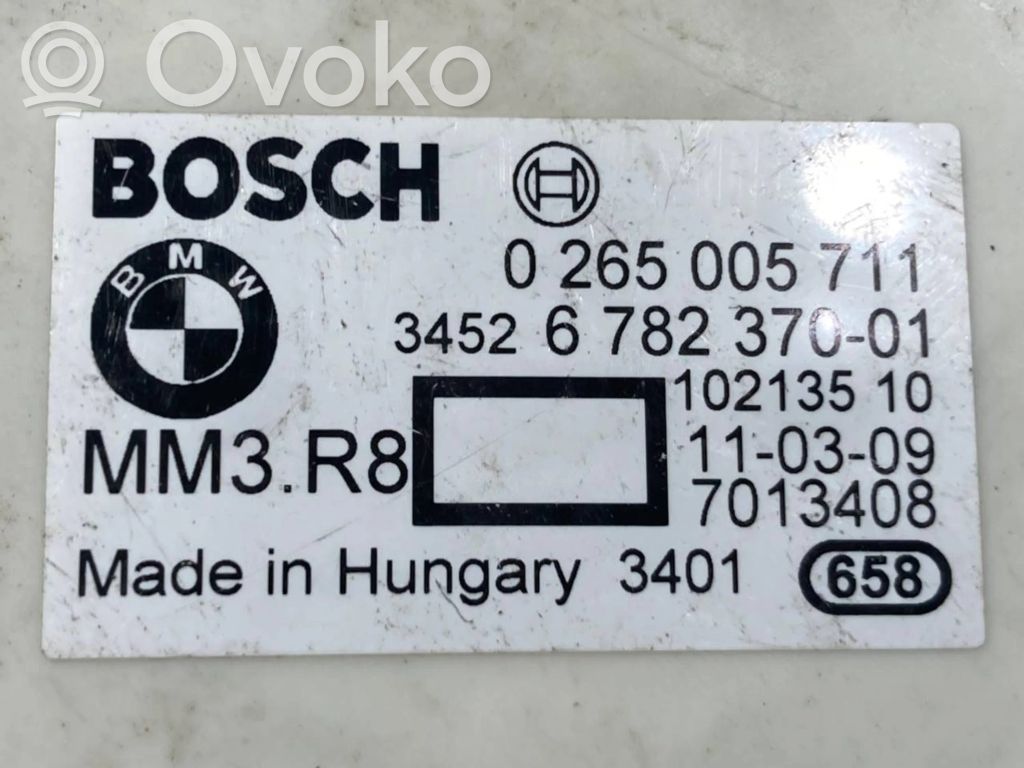 Ovoko
BOSCH
0 265 005 711
BMW
3452 6 782 370-01
102135 10
MM3.R8
11-03-09
7013408
Made in Hungary 3401
658